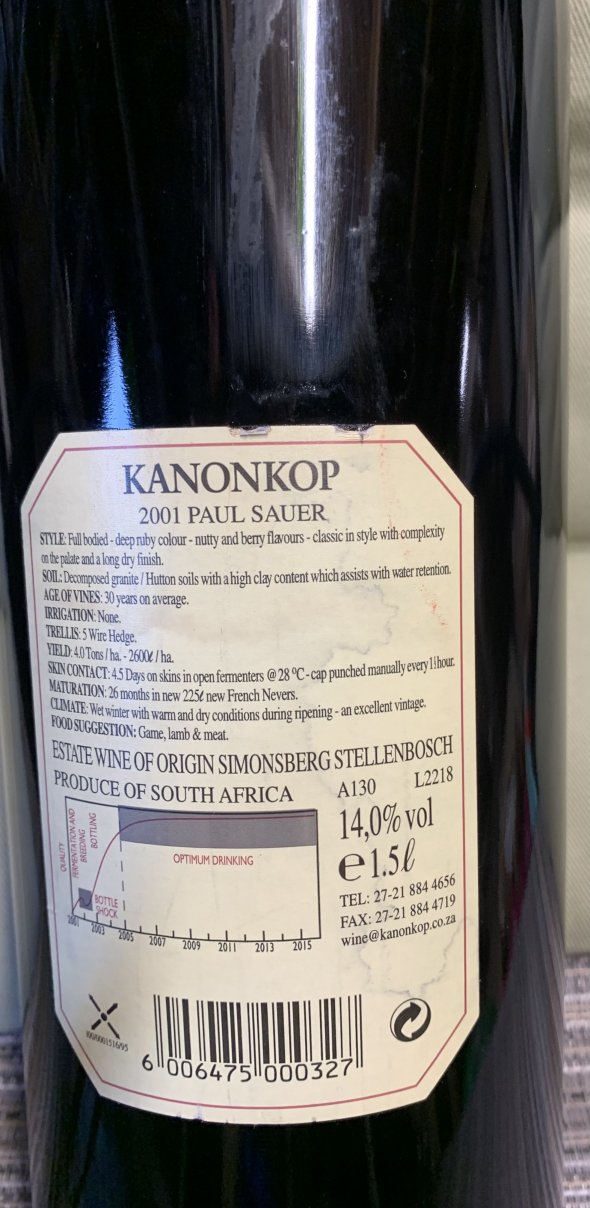 KANONKOP
2001 PAUL SAUER
STYLE: Full bodied - deep ruby colour - nutty and berry flavours - classic in style with complexity
on the palate and a long dry finish.
SOIL: Decomposed granite / Hutton soils with a high clay content which assists with water retention.
AGE OF VINES: 30 years on average.
IRRIGATION: None.
TRELLIS: 5 Wire Hedge.
YIELD: 4.0 Tons / ha. - 2600ℓ / ha.
SKIN CONTACT: 4.5 Days on skins in open fermenters @ 28 °C - cap punched manually every hour.
MATURATION: 26 months in new 225ℓ new French Nevers.
CLIMATE: Wet winter with warm and dry conditions during ripening - an excellent vintage.
FOOD SUGGESTION: Game, lamb & meat.
ESTATE WINE OF ORIGIN SIMONSBERG STELLENBOSCH
PRODUCE OF SOUTH AFRICA A130 L2218
14,0% vol
e 1.5ℓ
TEL: 27-21 884 4656
FAX: 27-21 884 4719
wine@kanonkop.co.za
QUALITY
FERMENTATION AND
BREEDING
BOTTLING
OPTIMUM DRINKING
BOTTLE
SHOCK
2001 2003 2005 2007 2009 2011 2013 2015
6 006475 000327